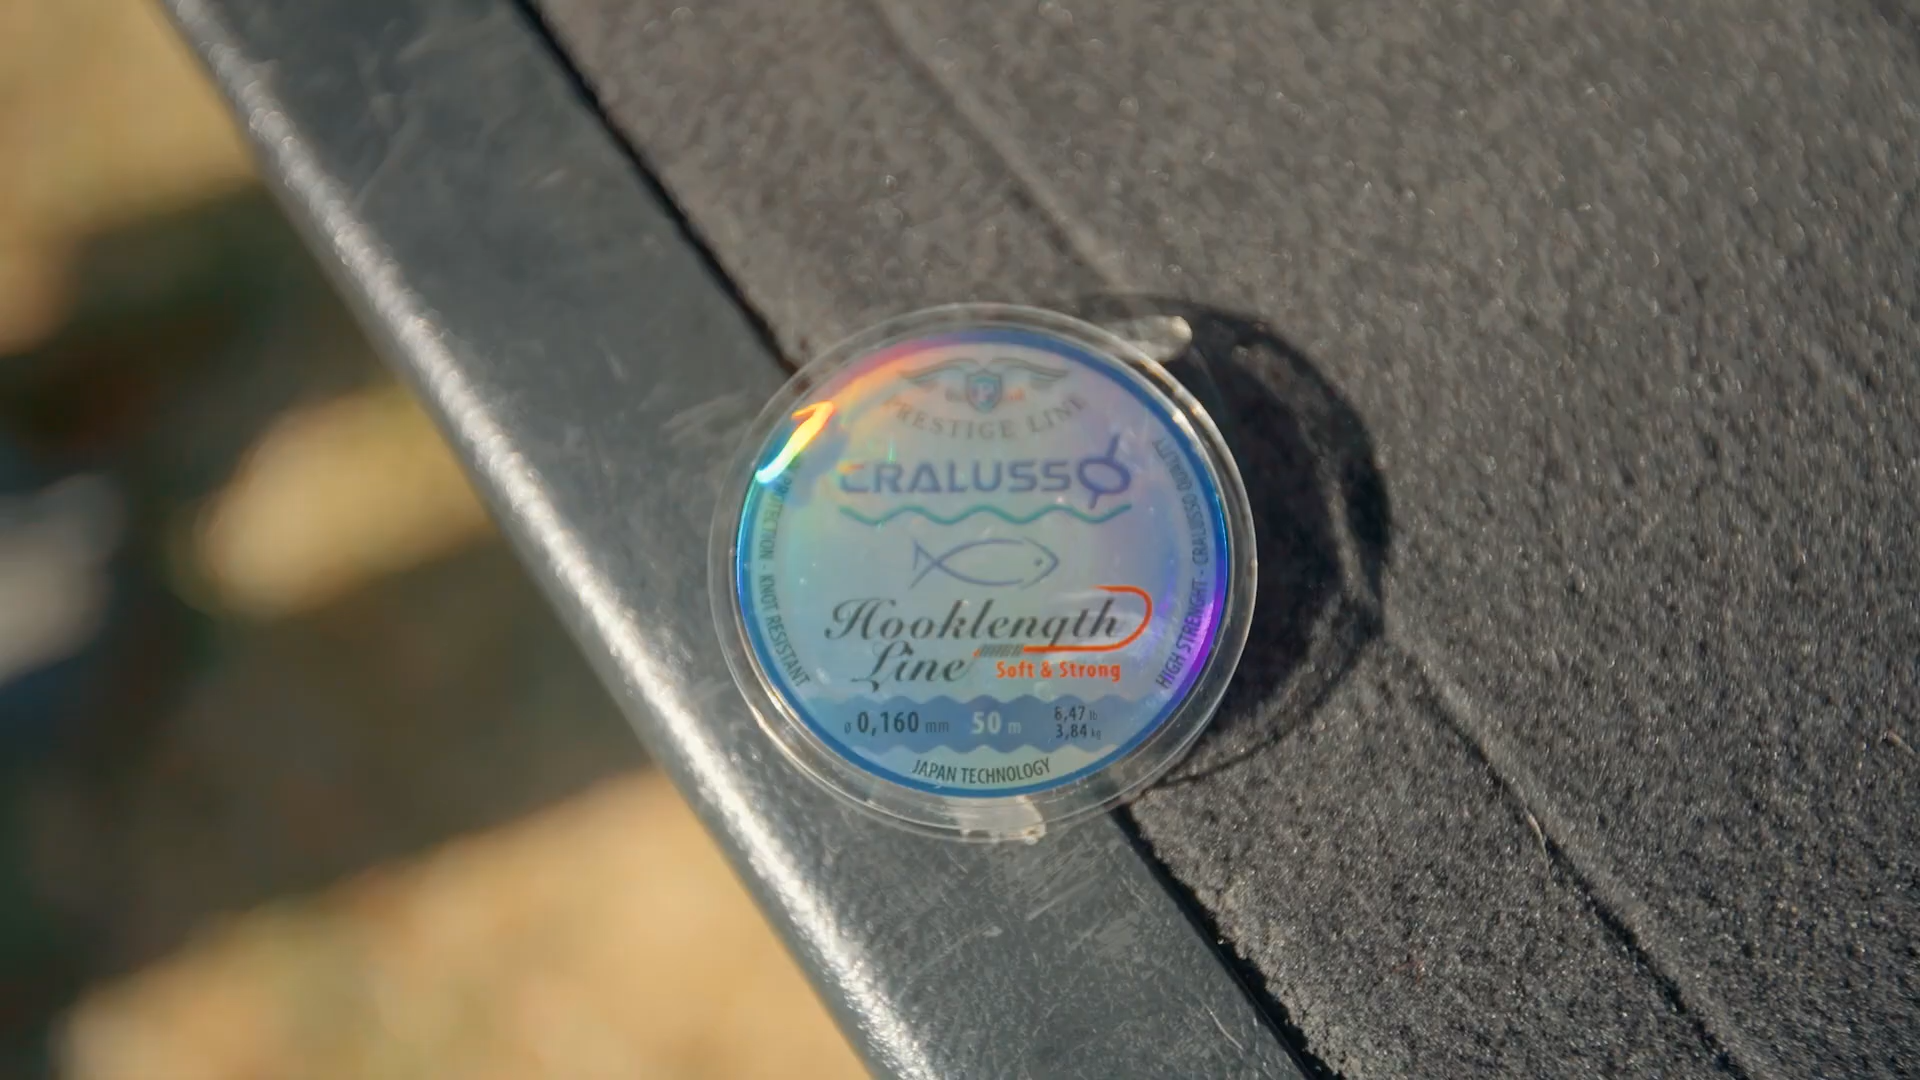 PRESTIGE LINE
CRALUSSO
Hooklength
Line
Soft & Strong
ø 0,160 mm 50 m
8,47 lb
3,84 kg
JAPAN TECHNOLOGY
PROTECTION - KNOT RESISTANT
HIGH STRENGHT - CRALUSSO QUALITY